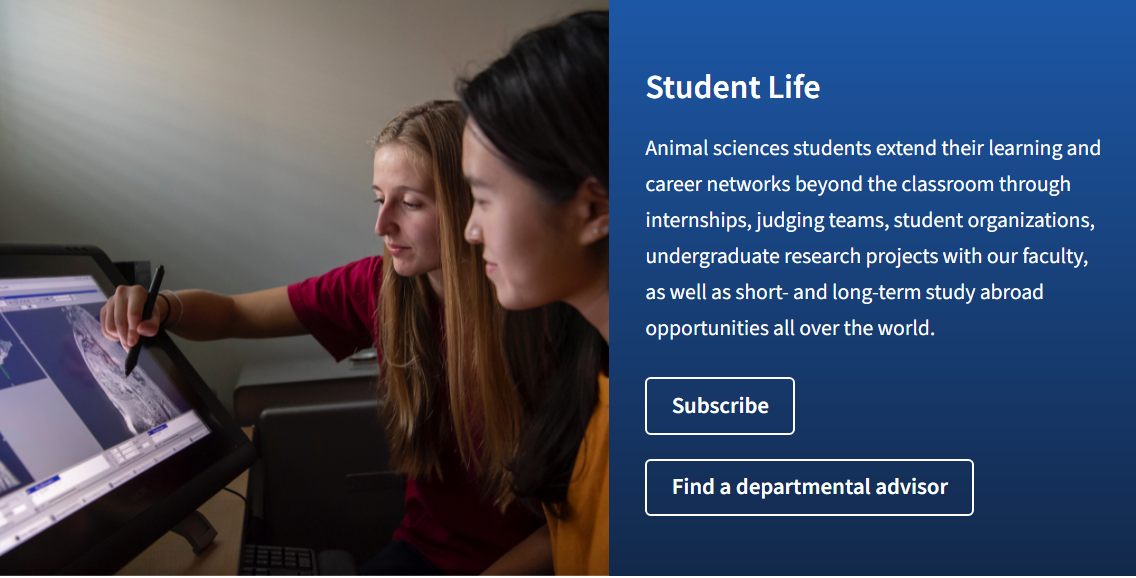 Student Life
Animal sciences students extend their learning and
career networks beyond the classroom through
internships, judging teams, student organizations,
undergraduate research projects with our faculty,
as well as short- and long-term study abroad
opportunities all over the world.
Subscribe
Find a departmental advisor